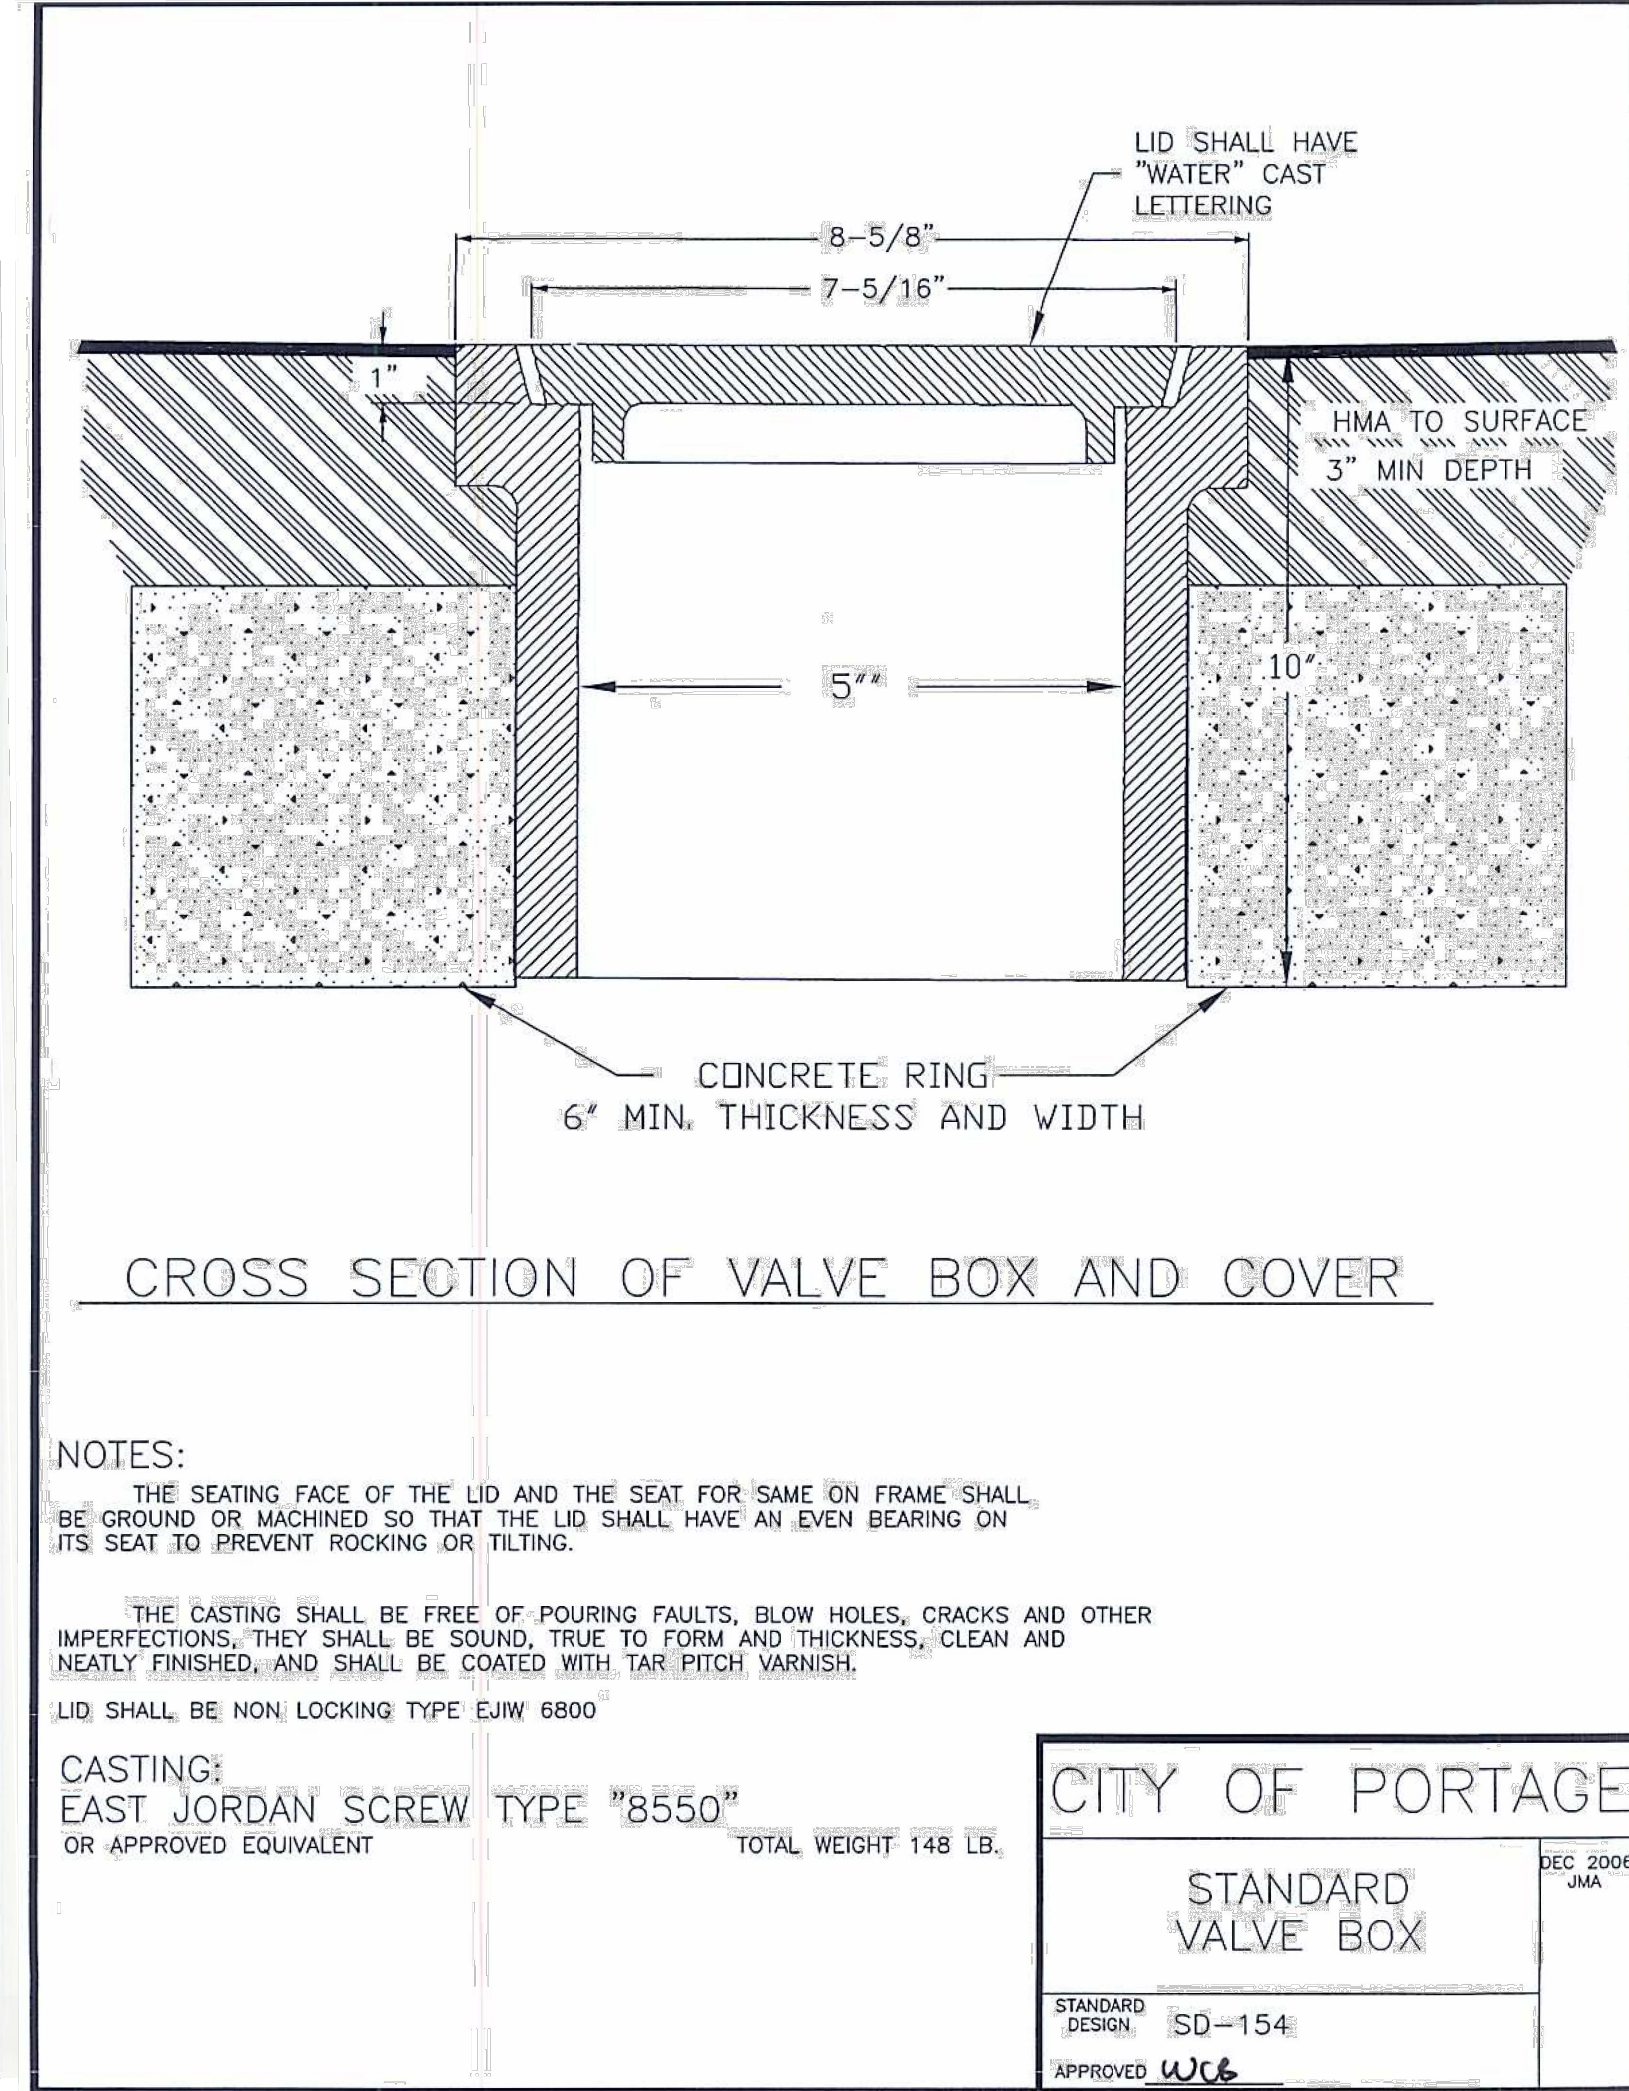 LID SHALL HAVE
"WATER" CAST
LETTERING
8-5/8"
7-5/16"
1"
HMA TO SURFACE
3" MIN DEPTH
5""
10"
CONCRETE RING
6" MIN. THICKNESS AND WIDTH
CROSS SECTION OF VALVE BOX AND COVER
NOTES:
THE SEATING FACE OF THE LID AND THE SEAT FOR SAME ON FRAME SHALL
BE GROUND OR MACHINED SO THAT THE LID SHALL HAVE AN EVEN BEARING ON
ITS SEAT TO PREVENT ROCKING OR TILTING.
THE CASTING SHALL BE FREE OF POURING FAULTS, BLOW HOLES, CRACKS AND OTHER
IMPERFECTIONS, THEY SHALL BE SOUND, TRUE TO FORM AND THICKNESS, CLEAN AND
NEATLY FINISHED, AND SHALL BE COATED WITH TAR PITCH VARNISH.
LID SHALL BE NON LOCKING TYPE EJIW 6800
CASTING:
EAST JORDAN SCREW TYPE "8550"
OR APPROVED EQUIVALENT
TOTAL WEIGHT 148 LB.
CITY OF PORTAGE
STANDARD
VALVE BOX
DEC 2006
JMA
STANDARD
DESIGN SD-154
APPROVED WCB